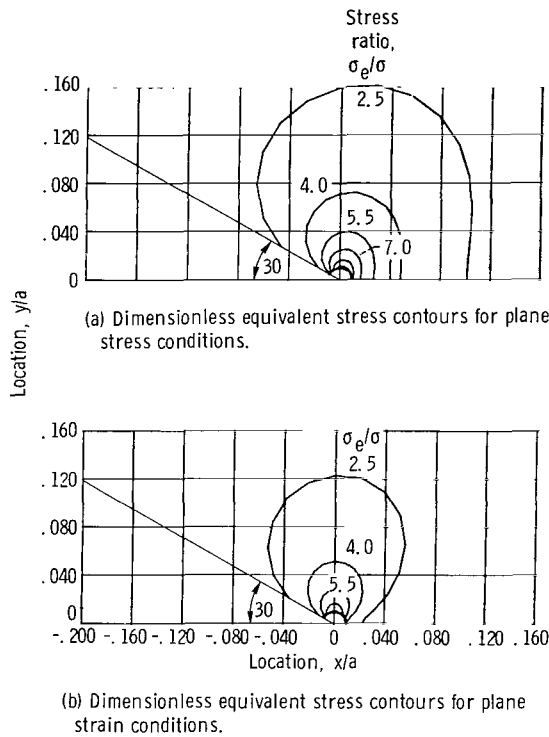 Stress
ratio,
σe/σ
2.5
4.0
5.5
7.0
30
.160
.120
.080
.040
0
(a) Dimensionless equivalent stress contours for plane
stress conditions.
Location, y/a
σe/σ
2.5
4.0
5.5
30
.160
.120
.080
.040
0
-.200 -.160 -.120 -.080 -.040 0 .040 .080 .120 .160
Location, x/a
(b) Dimensionless equivalent stress contours for plane
strain conditions.